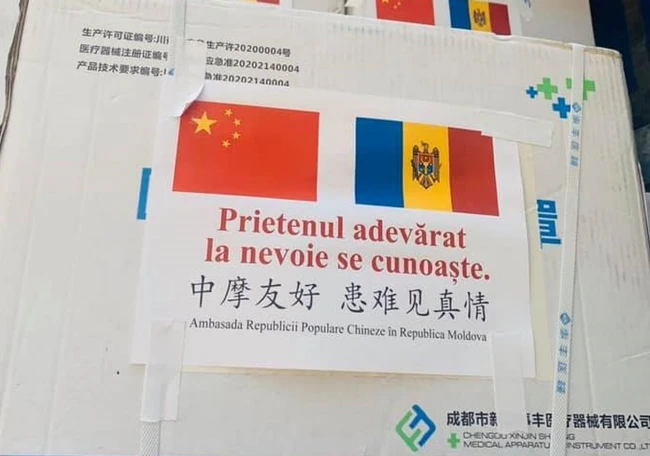 生产许可证编号:川
产许20200004号
医疗器械注册证编号
应急准20202140004
产品技术要求编号:
应急准20202140004
Prietenul adevărat
la nevoie se cunoaște.
中摩友好 患难见真情
Ambasada Republicii Populare Chineze în Republica Moldova
成都市新 丰医疗器械有限公司
CHENGDU XINJIN
MEDICAL APPARATU INSTRUMENT CO .,LTD